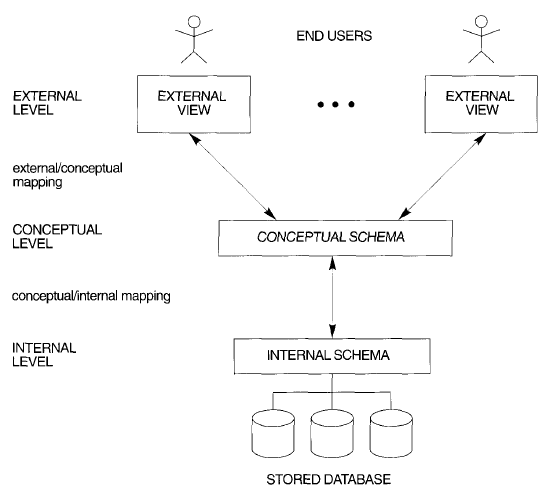 END USERS
EXTERNAL
LEVEL
EXTERNAL
VIEW
• • •
EXTERNAL
VIEW
external/conceptual
mapping
CONCEPTUAL
LEVEL
CONCEPTUAL SCHEMA
conceptual/internal mapping
INTERNAL
LEVEL
INTERNAL SCHEMA
STORED DATABASE